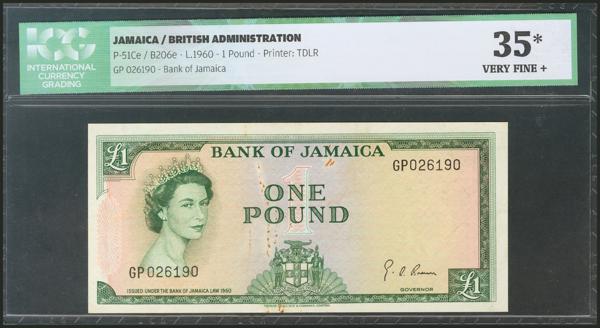 ICG
INTERNATIONAL
CURRENCY
GRADING
JAMAICA / BRITISH ADMINISTRATION
P-51Ce / B206e - L.1960 - 1 Pound - Printer: TDLR
GP 026190 - Bank of Jamaica
35*
VERY FINE +
£1
BANK OF JAMAICA
GP026190
1
ONE
POUND
GP026190
ISSUED UNDER THE BANK OF JAMAICA LAW 1960
GOVERNOR
£1